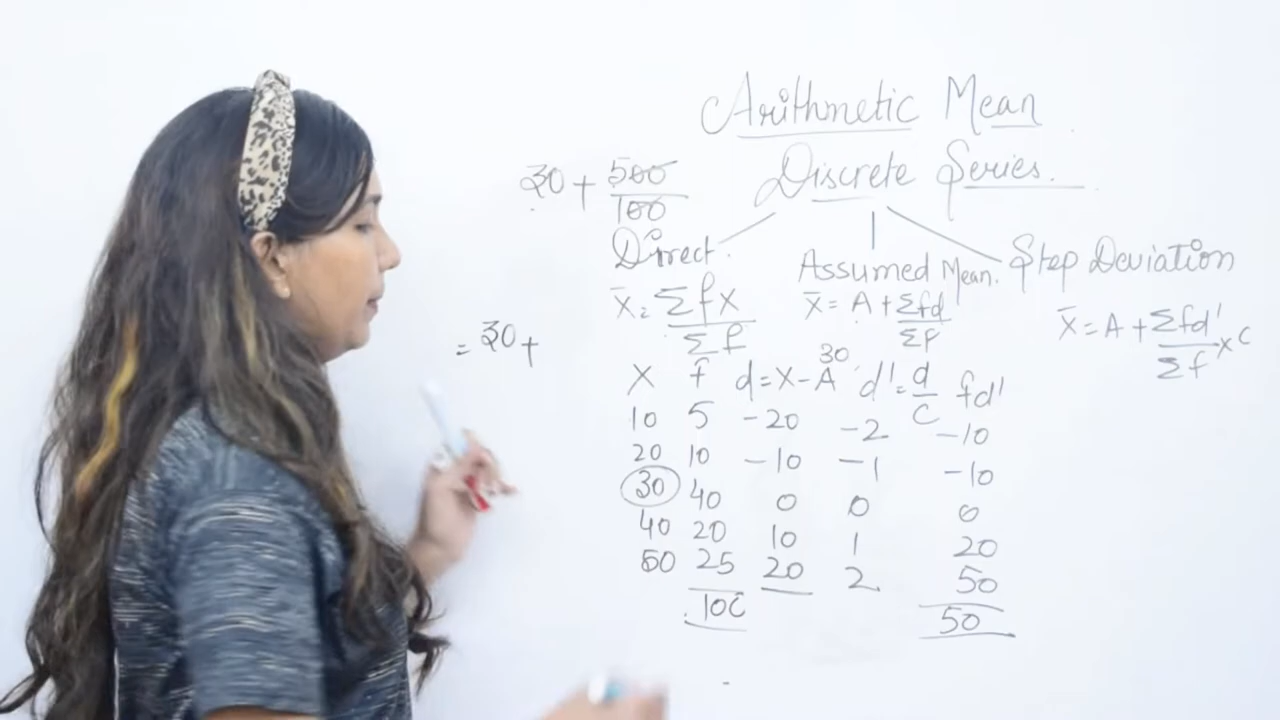 Arithmetic Mean
Discrete Series.
30 + 500/100
Direct.
Assumed Mean.
Step Deviation
x̄ = Σfx/Σf
x̄ = A + Σfd/Σf
x̄ = A + Σfd'/Σf × c
= 30 +
30
X f d=x-A d'=d/c fd'
10 5 -20 -2 -10
20 10 -10 -1 -10
30 40 0 0 0
40 20 10 1 20
50 25 20 2 50
100 50